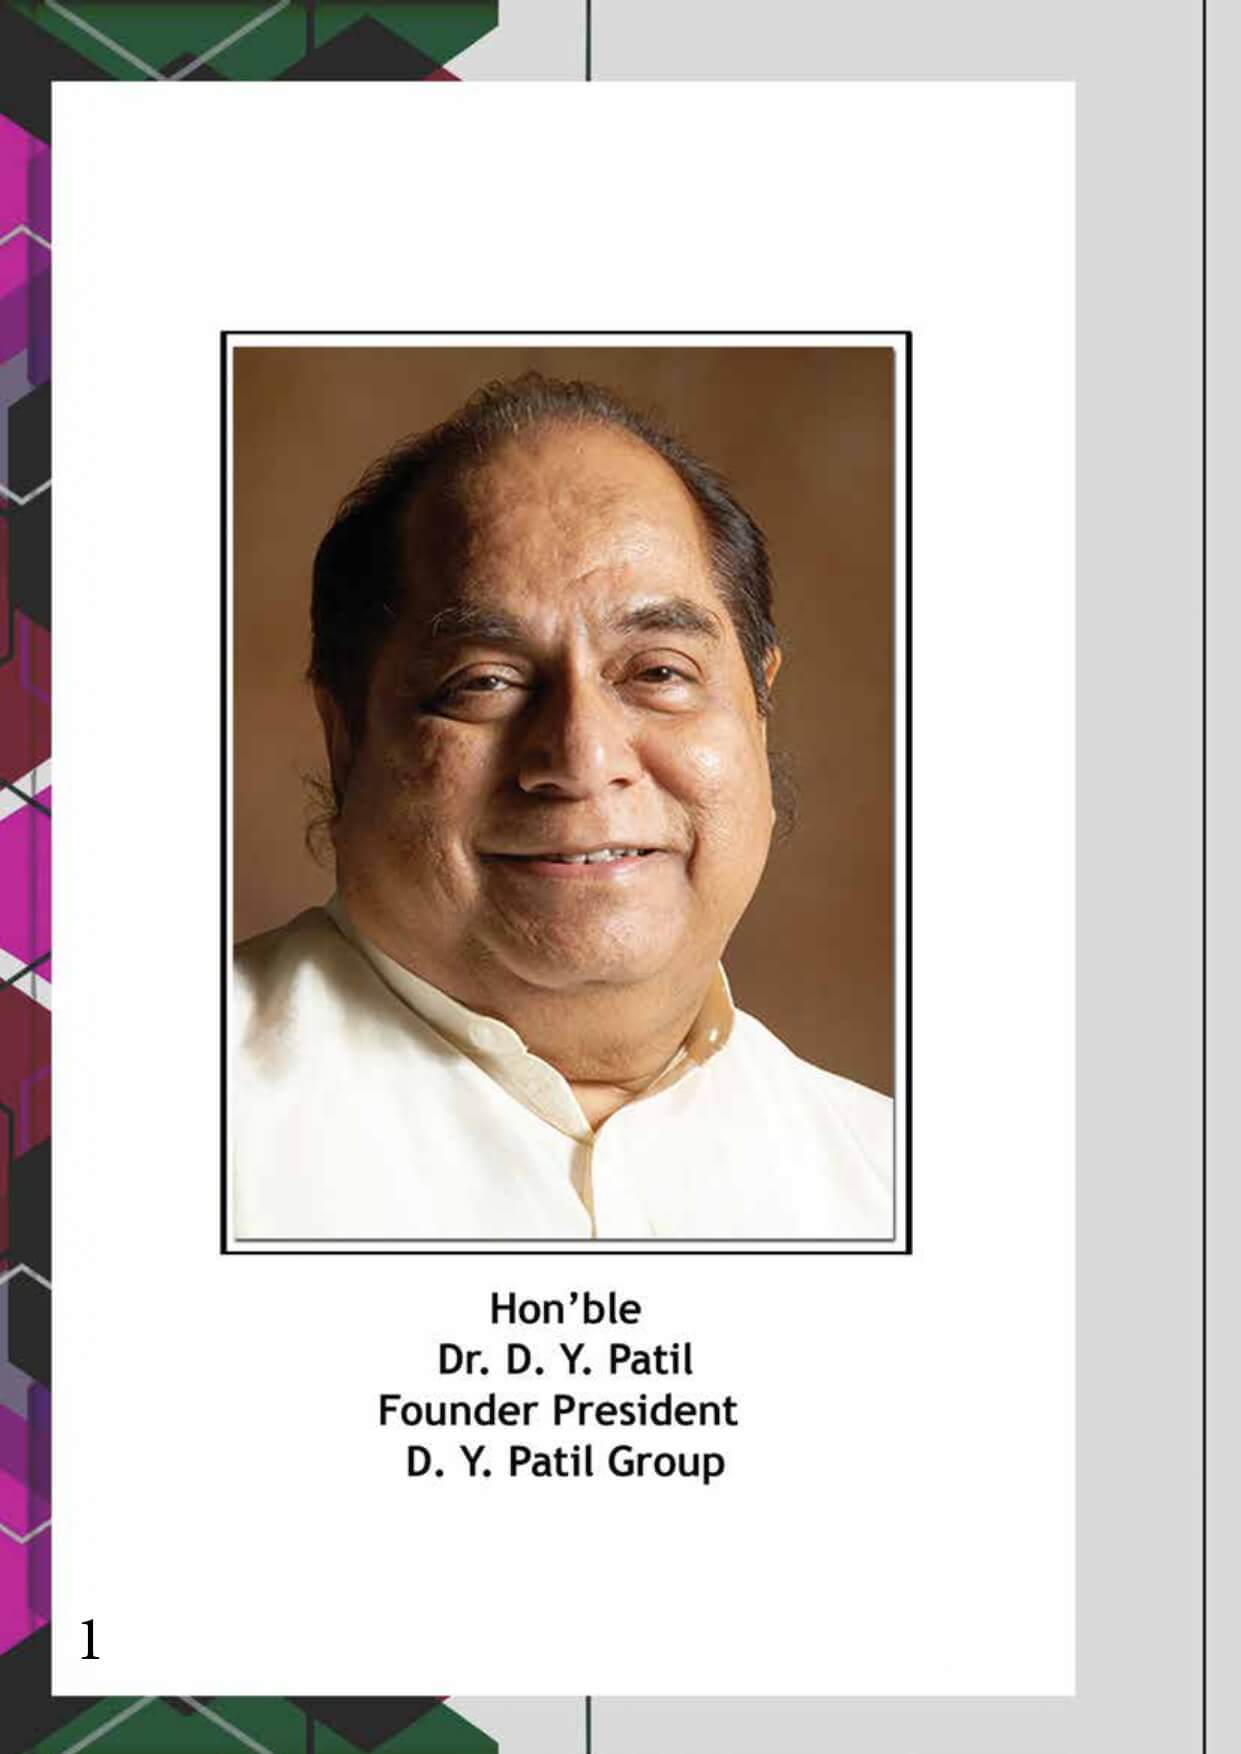 Hon’ble
Dr. D. Y. Patil
Founder President
D. Y. Patil Group
1